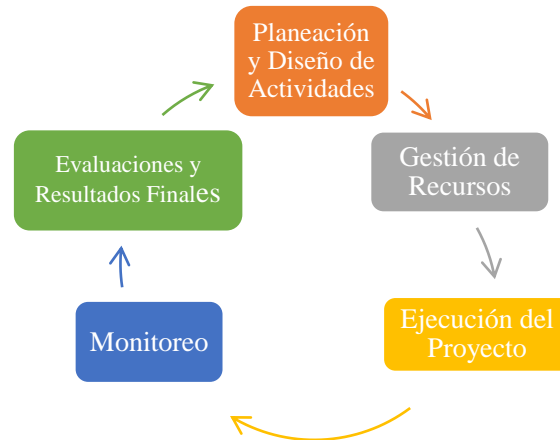 Planeación
y Diseño de
Actividades
Gestión de
Recursos
Ejecución del
Proyecto
Monitoreo
Evaluaciones y
Resultados Finales